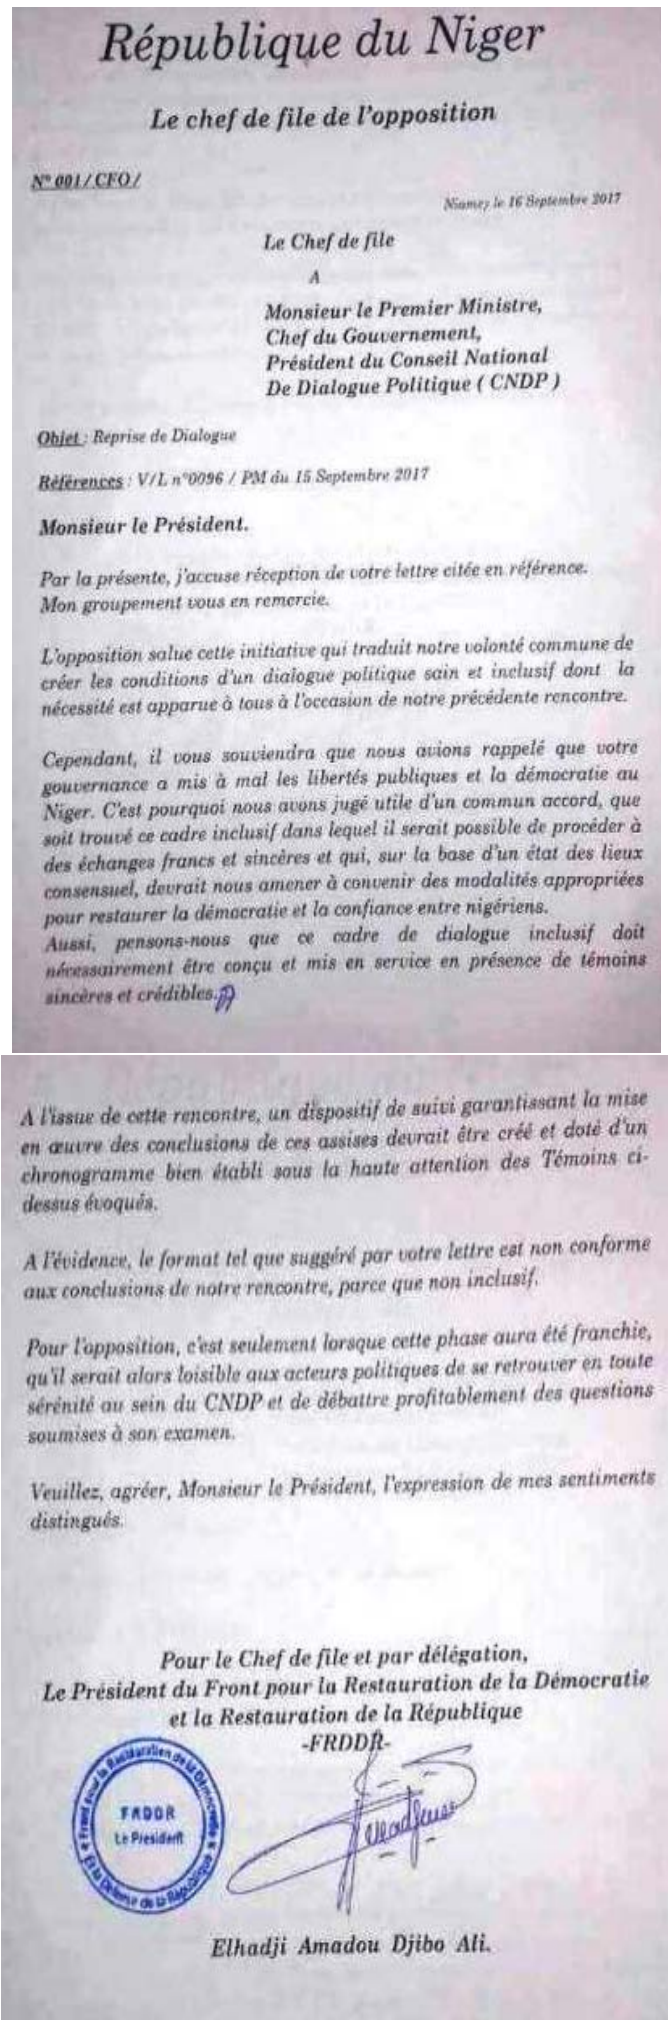 République du Niger
Le chef de file de l'opposition
N° 001/CFO/
Niamey le 16 Septembre 2017
Le Chef de file
A
Monsieur le Premier Ministre,
Chef du Gouvernement,
Président du Conseil National
De Dialogue Politique ( CNDP )
Objet : Reprise de Dialogue
Références : V/L n°0096 / PM du 15 Septembre 2017
Monsieur le Président.
Par la présente, j'accuse réception de votre lettre citée en référence.
Mon groupement vous en remercie.
L'opposition salue cette initiative qui traduit notre volonté commune de
créer les conditions d'un dialogue politique sain et inclusif dont la
nécessité est apparue à tous à l'occasion de notre précédente rencontre.
Cependant, il vous souviendra que nous avions rappelé que votre
gouvernance a mis à mal les libertés publiques et la démocratie au
Niger. C'est pourquoi nous avons jugé utile d'un commun accord, que
soit trouvé ce cadre inclusif dans lequel il serait possible de procéder à
des échanges francs et sincères et qui, sur la base d'un état des lieux
consensuel, devrait nous amener à convenir des modalités appropriées
pour restaurer la démocratie et la confiance entre nigériens.
Aussi, pensons-nous que ce cadre de dialogue inclusif doit
nécessairement être conçu et mis en service en présence de témoins
sincères et crédibles.
A l'issue de cette rencontre, un dispositif de suivi garantissant la mise
en œuvre des conclusions de ces assises devrait être créé et doté d'un
chronogramme bien établi sous la haute attention des Témoins ci-
dessus évoqués.
A l'évidence, le format tel que suggéré par votre lettre est non conforme
aux conclusions de notre rencontre, parce que non inclusif.
Pour l'opposition, c'est seulement lorsque cette phase aura été franchie,
qu'il serait alors loisible aux acteurs politiques de se retrouver en toute
sérénité au sein du CNDP et de débattre profitablement des questions
soumises à son examen.
Veuillez, agréer, Monsieur le Président, l'expression de mes sentiments
distingués.
Pour le Chef de file et par délégation,
Le Président du Front pour la Restauration de la Démocratie
et la Restauration de la République
-FRDDR-
Front pour la Restauration de la Démocratie
Et la Défense de la République
FRDDR
Le President
Elhadji Amadou Djibo Ali.